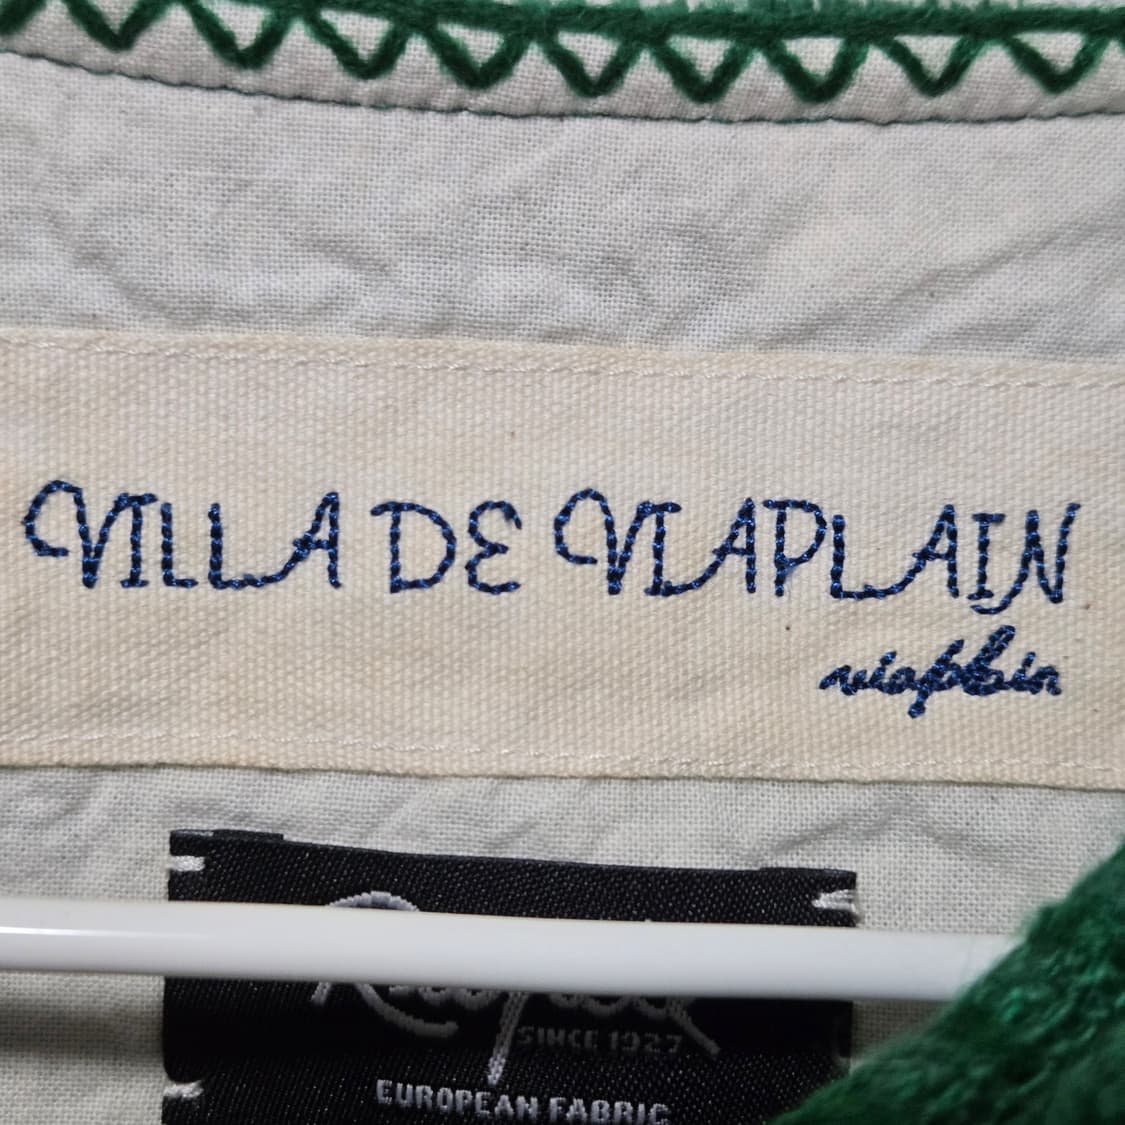 VILLA DE VIAPLAIN
viaplain
SINCE 1927
EUROPEAN FABRIC